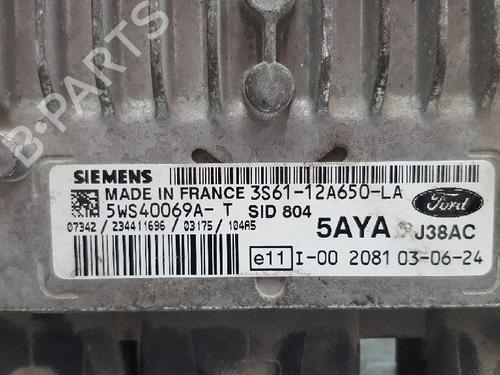 B-PARTS
SIEMENS
MADE IN FRANCE 3S61-12A650-LA
5WS40069A- T SID 804
07342 / 234411696 / 03175 / 104A5
Ford
5AYA J38AC
e11 I-00 2081 03-06-24